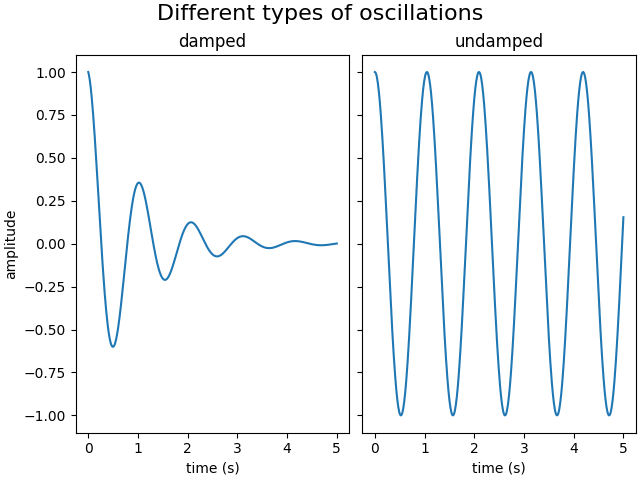 Different types of oscillations
damped
undamped
1.00
0.75
0.50
0.25
0.00
−0.25
−0.50
−0.75
−1.00
amplitude
0 1 2 3 4 5
time (s)
0 1 2 3 4 5
time (s)